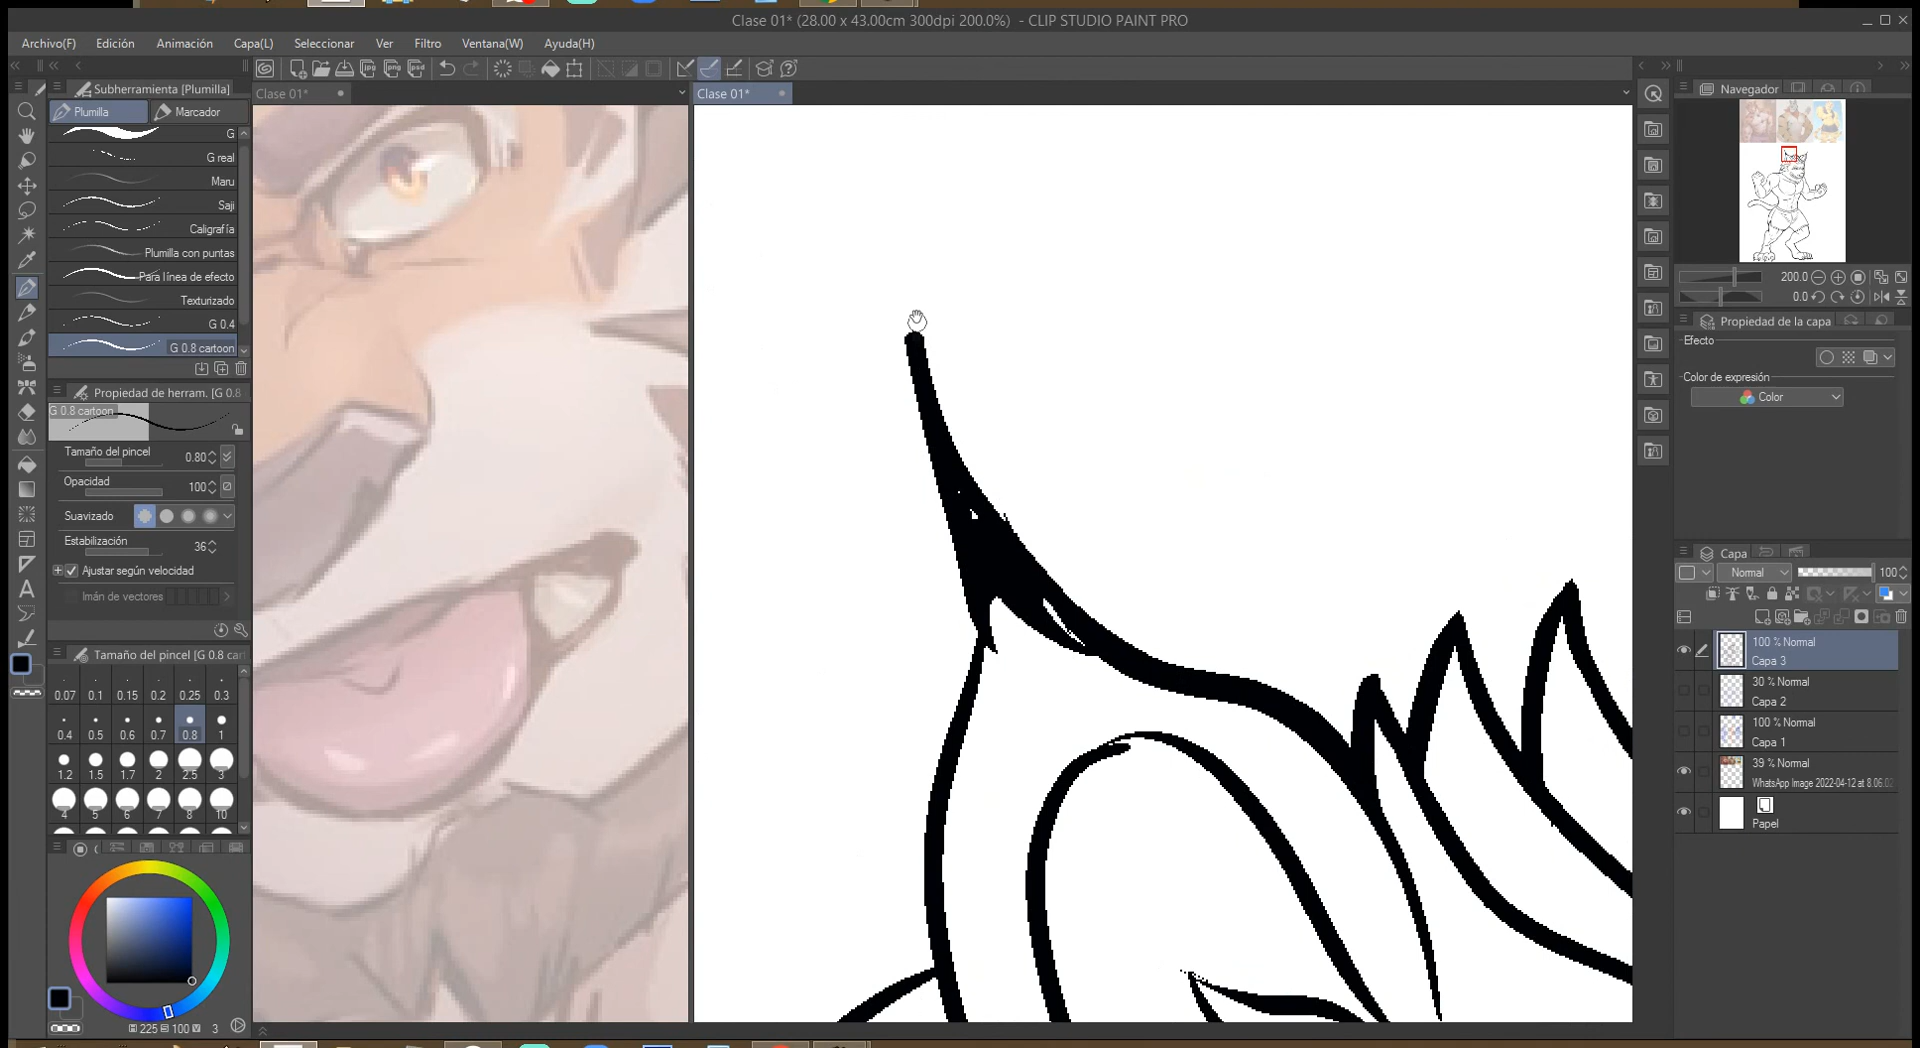 Clase 01* (28.00 x 43.00cm 300dpi 200.0%) - CLIP STUDIO PAINT PRO
Archivo(F) Edición Animación Capa(L) Seleccionar Ver Filtro Ventana(W) Ayuda(H)
Subherramienta [Plumilla]
Plumilla Marcador
G
G real
Maru
Saji
Caligrafía
Plumilla con puntas
Para línea de efecto
Texturizado
G 0.4
G 0.8 cartoon
Propiedad de herram. [G 0.8
G 0.8 cartoon
Tamaño del pincel 0.80
Opacidad 100
Suavizado
Estabilización 36
Ajustar según velocidad
Imán de vectores
Tamaño del pincel [G 0.8 car
0.07 0.1 0.15 0.2 0.25 0.3
0.4 0.5 0.6 0.7 0.8 1
1.2 1.5 1.7 2 2.5 3
4 5 6 7 8 10
225 100 3
Clase 01*
Clase 01*
Navegador
200.0
0.0
Propiedad de la capa
Efecto
Color de expresión
Color
Capa
Normal 100
100 % Normal
Capa 3
30 % Normal
Capa 2
100 % Normal
Capa 1
39 % Normal
WhatsApp Image 2022-04-12 at 8.06.0
Papel